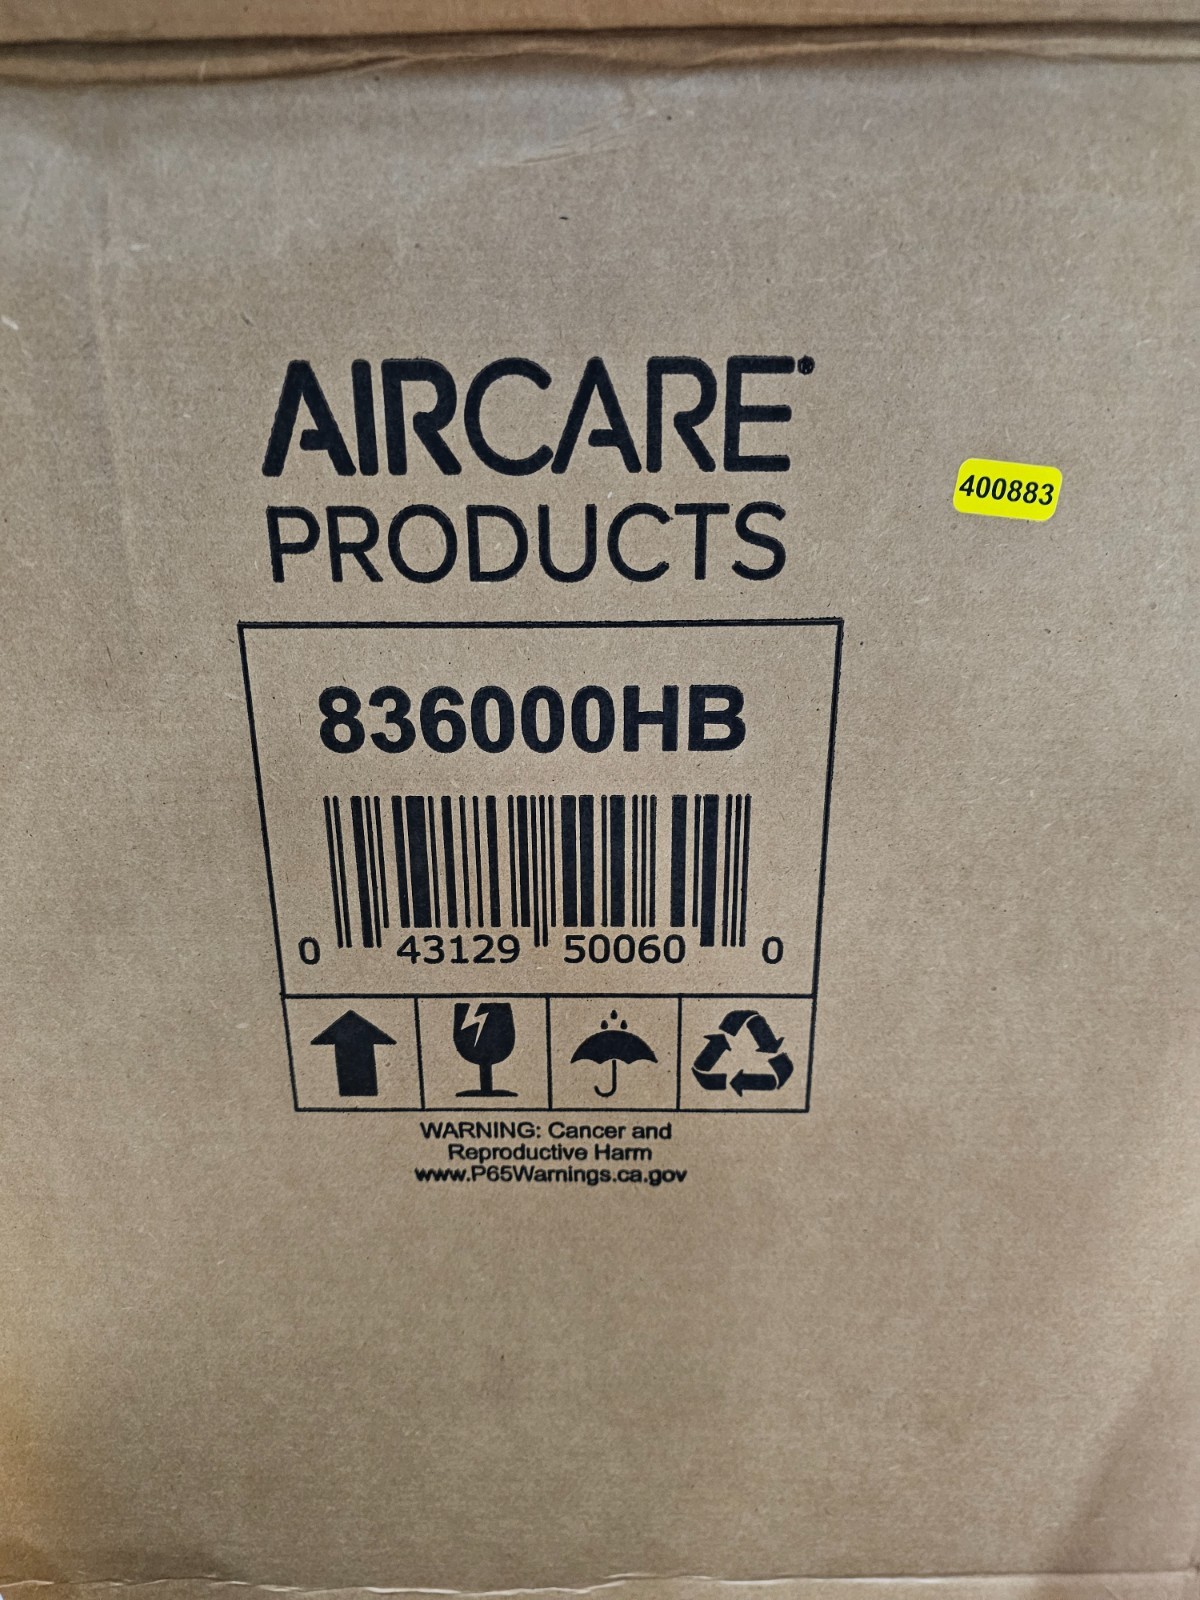 AIRCARE®
PRODUCTS
400883
836000HB
0 43129 50060 0
WARNING: Cancer and
Reproductive Harm
www.P65Warnings.ca.gov